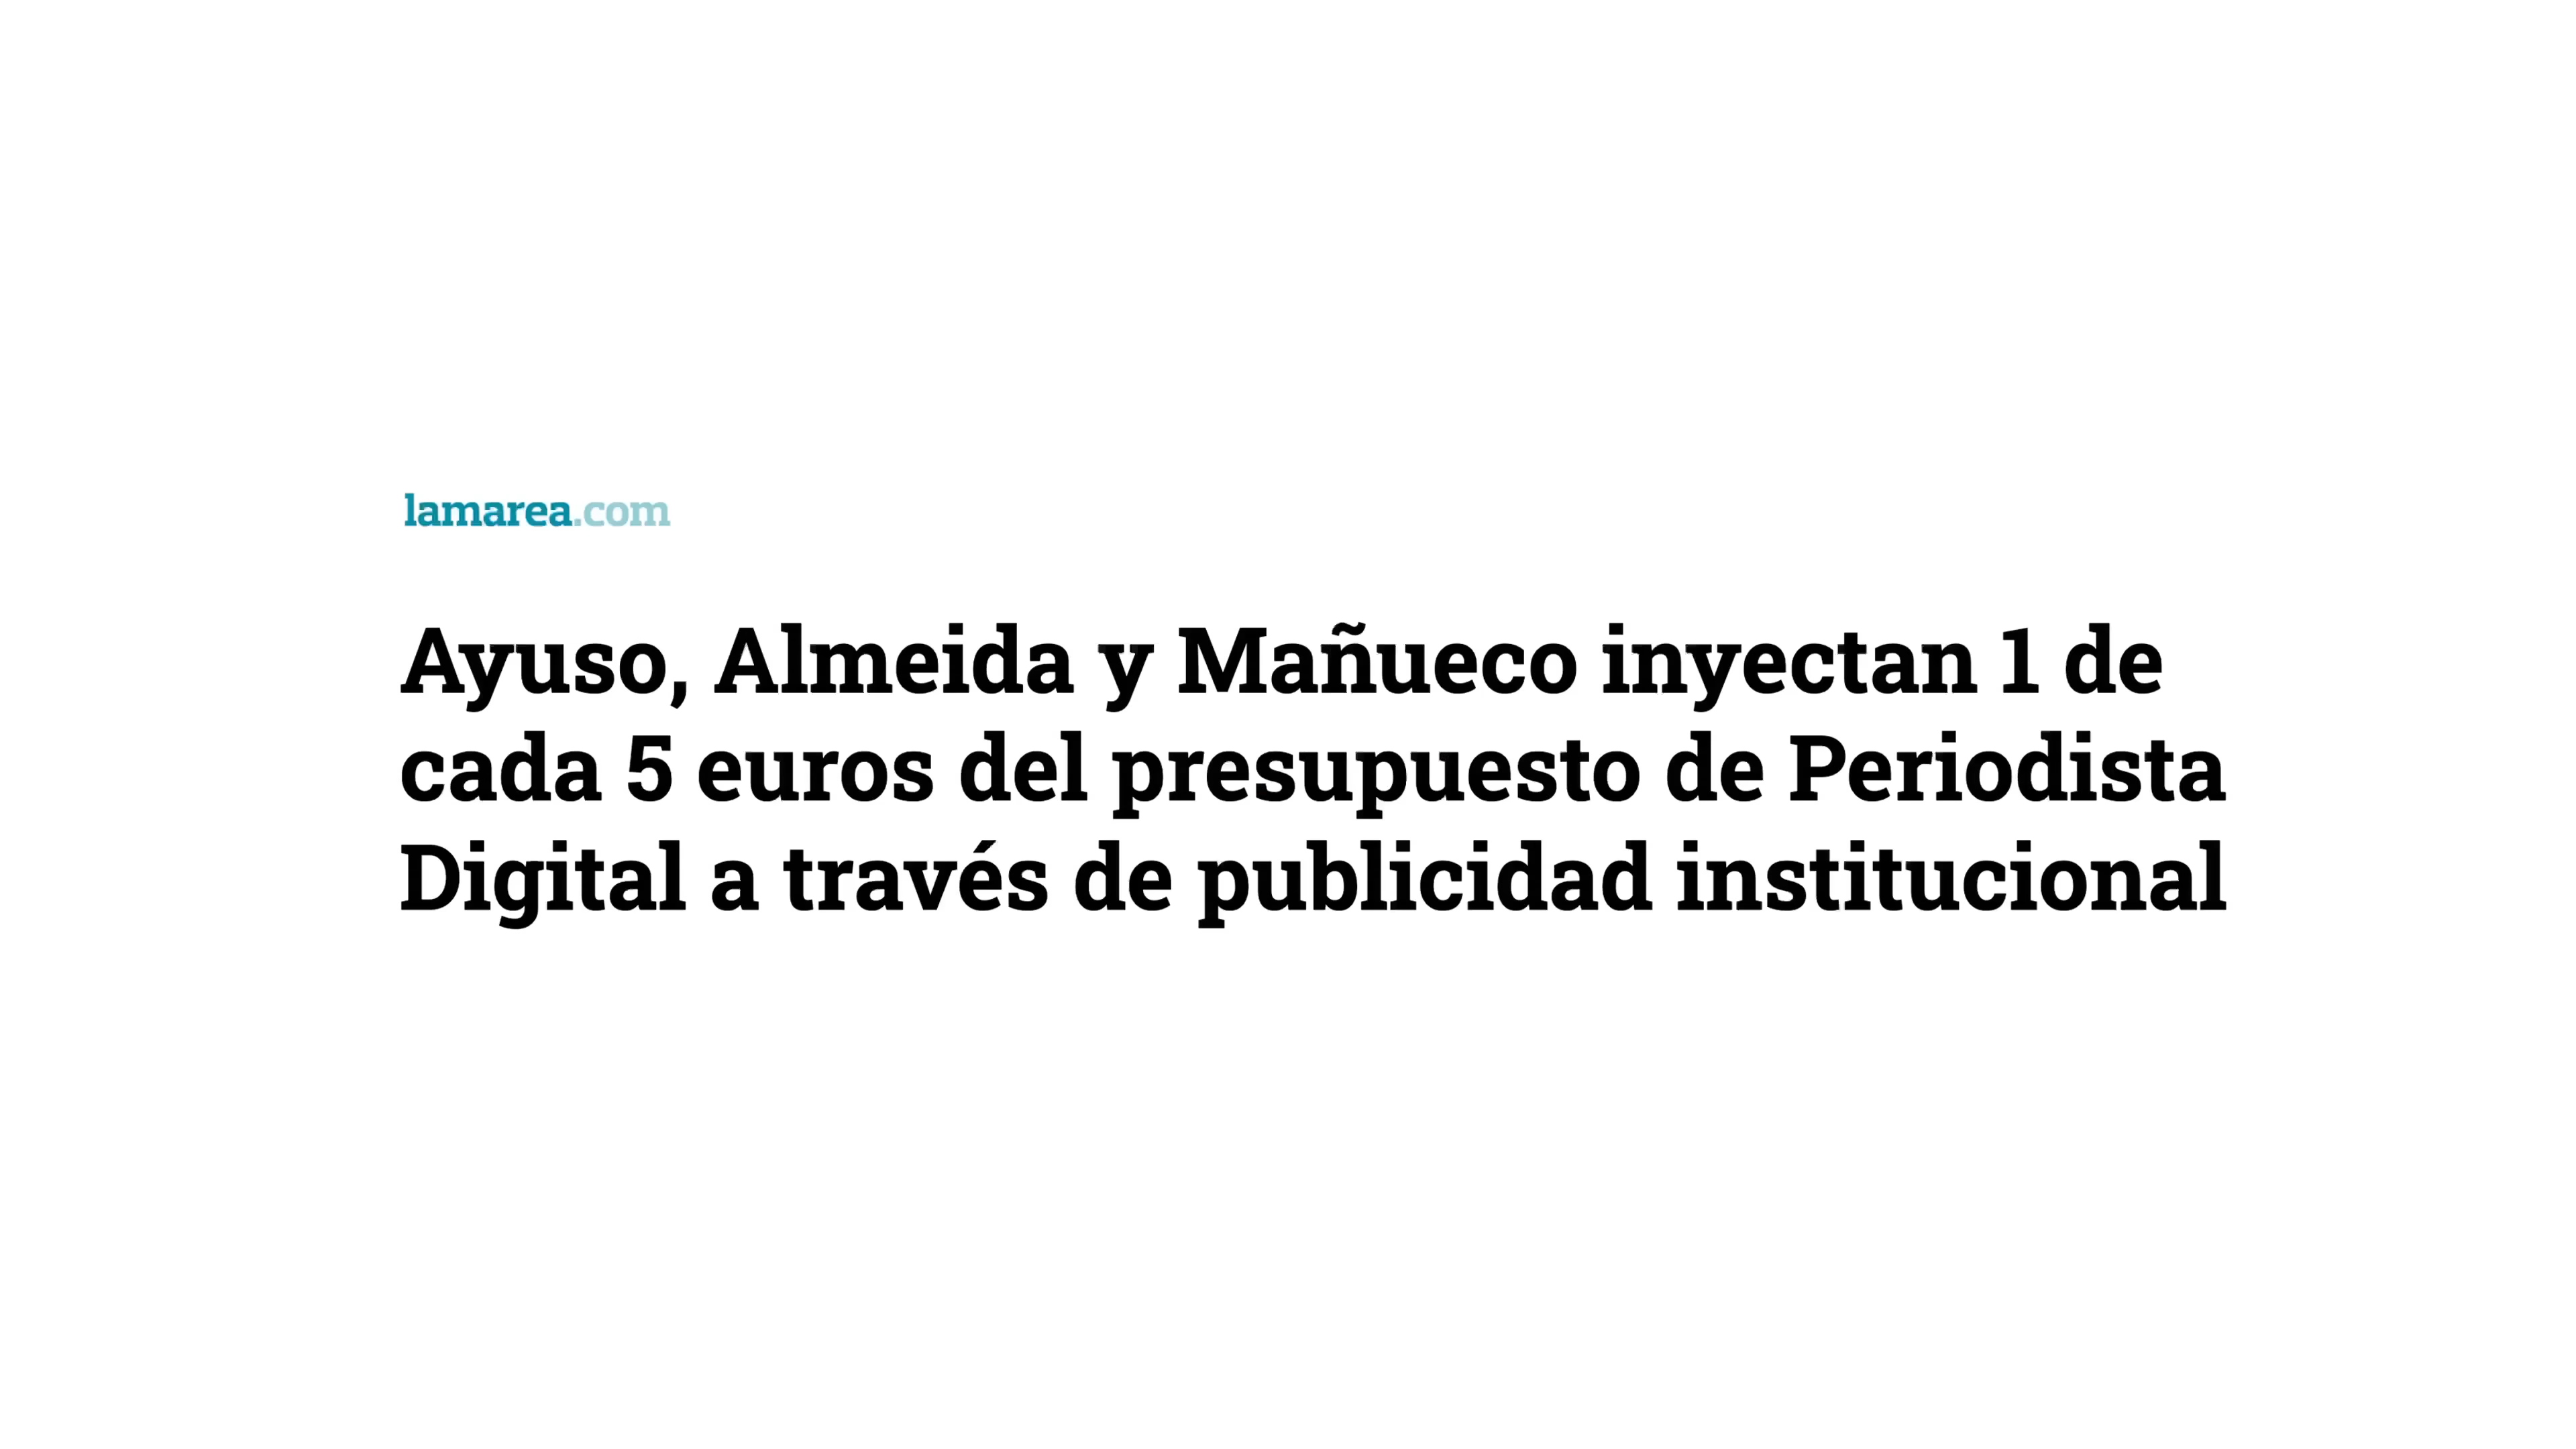 lamarea.com
Ayuso, Almeida y Mañueco inyectan 1 de
cada 5 euros del presupuesto de Periodista
Digital a través de publicidad institucional